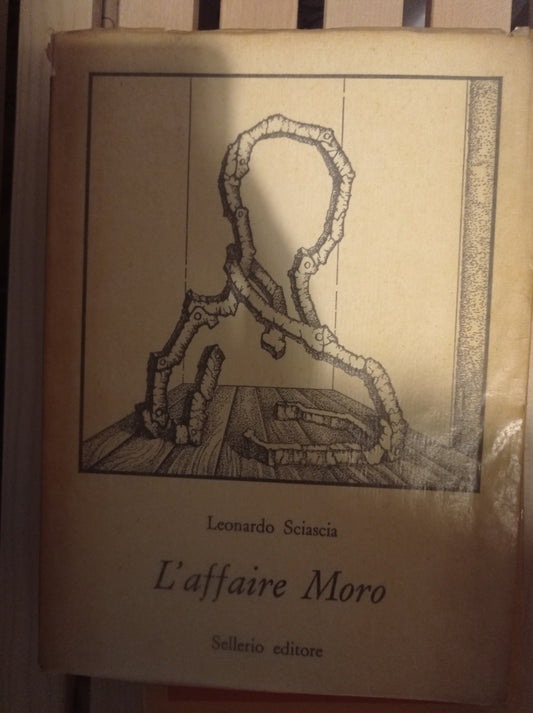 Leonardo Sciascia
L'affaire Moro
Sellerio editore